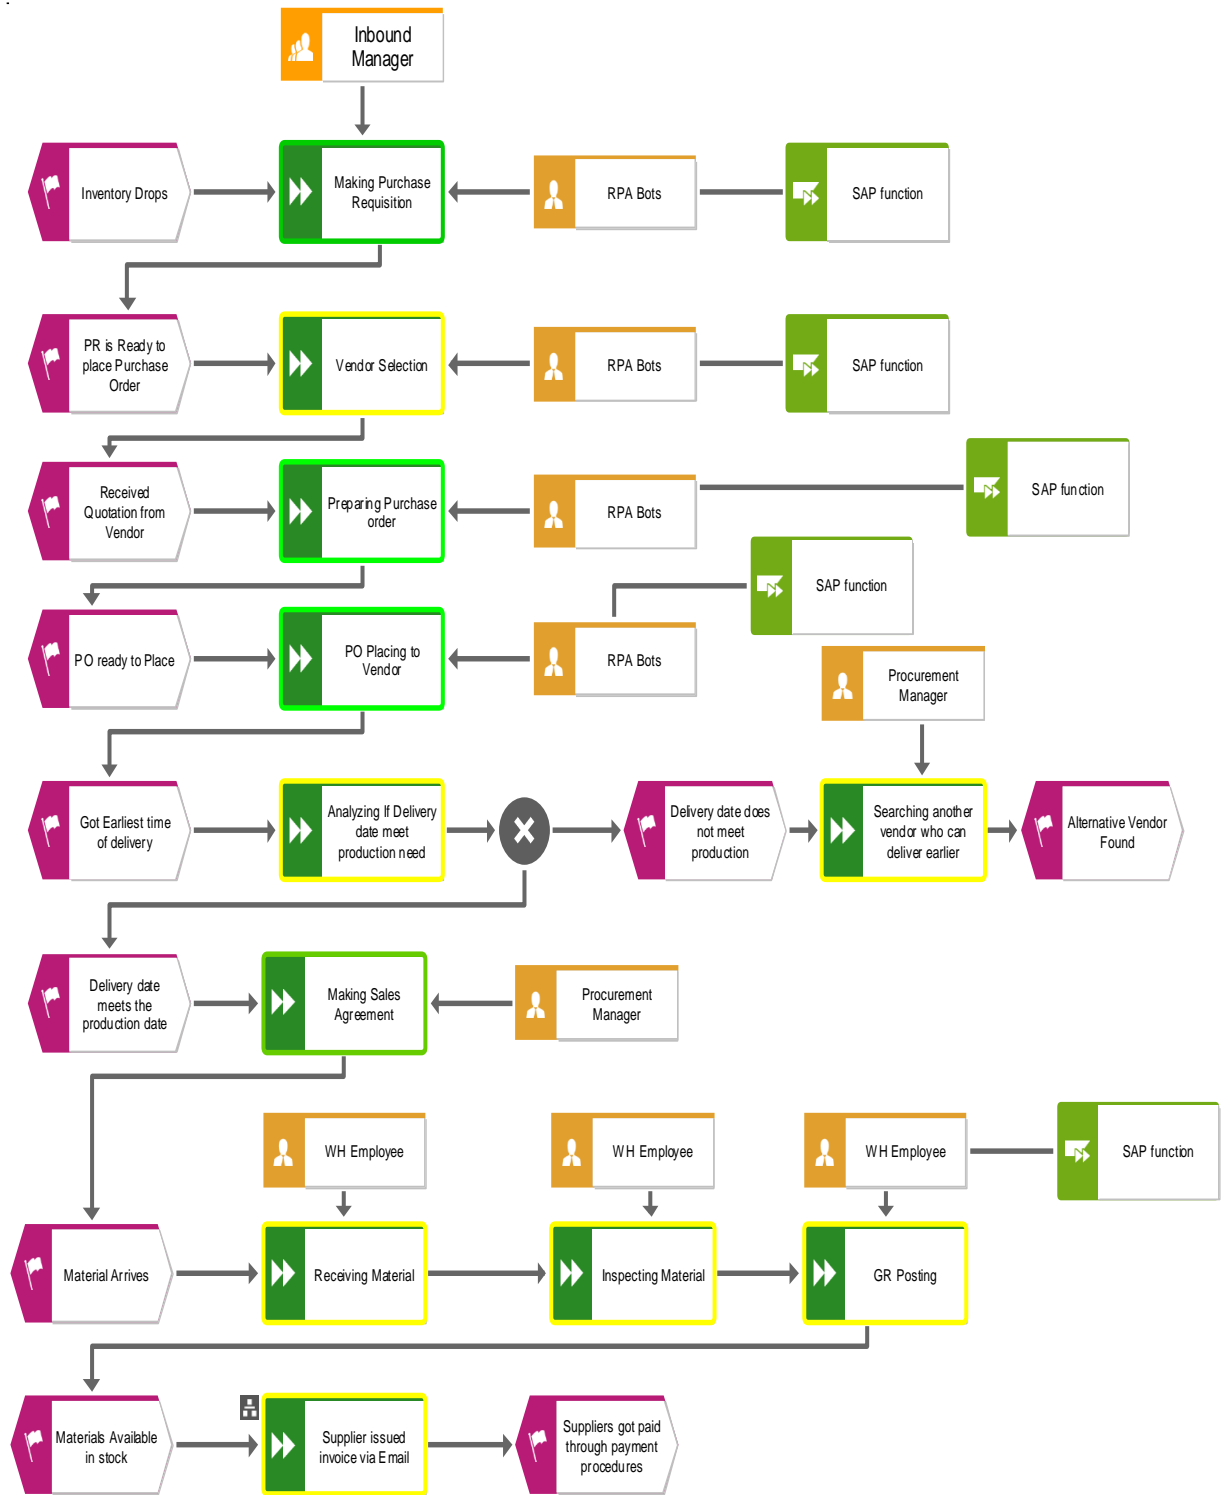 .
Inbound
Manager
Inventory Drops
Making Purchase
Requisition
RPA Bots
SAP function
PR is Ready to
place Purchase
Order
Vendor Selection
RPA Bots
SAP function
Received
Quotation from
Vendor
Preparing Purchase
order
RPA Bots
SAP function
SAP function
PO ready to Place
PO Placing to
Vendor
RPA Bots
Procurement
Manager
Got Earliest time
of delivery
Analyzing If Delivery
date meet
production need
Delivery date does
not meet
production
Searching another
vendor who can
deliver earlier
Alternative Vendor
Found
Delivery date
meets the
production date
Making Sales
Agreement
Procurement
Manager
WH Employee
WH Employee
WH Employee
SAP function
Material Arrives
Receiving Material
Inspecting Material
GR Posting
Materials Available
in stock
Supplier issued
invoice via Email
Suppliers got paid
through payment
procedures